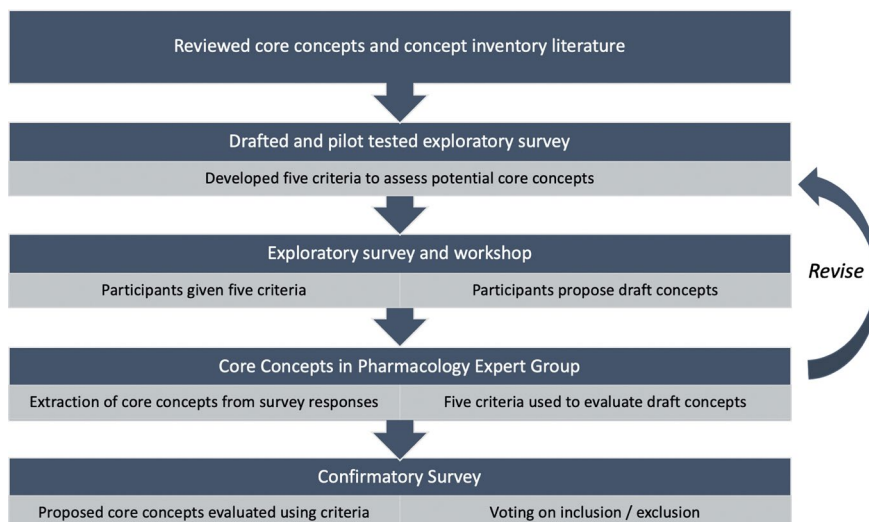 Reviewed core concepts and concept inventory literature
Drafted and pilot tested exploratory survey
Developed five criteria to assess potential core concepts
Exploratory survey and workshop
Participants given five criteria
Participants propose draft concepts
Revise
Core Concepts in Pharmacology Expert Group
Extraction of core concepts from survey responses
Five criteria used to evaluate draft concepts
Confirmatory Survey
Proposed core concepts evaluated using criteria
Voting on inclusion / exclusion